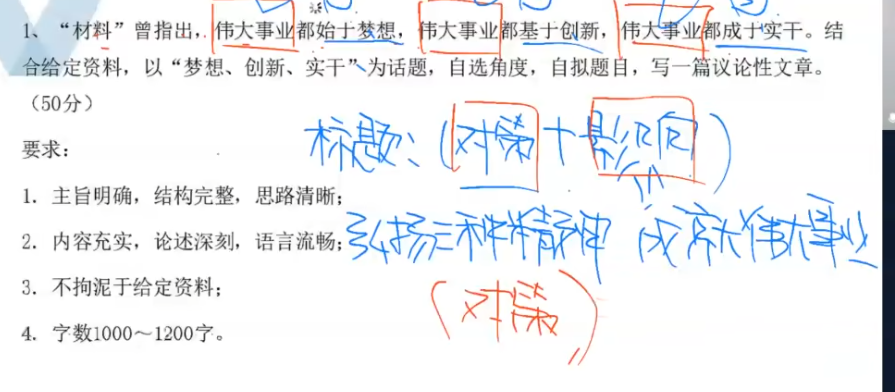 1、“材料”曾指出，伟大事业都始于梦想，伟大事业都基于创新，伟大事业都成于实干。结
合给定资料，以“梦想、创新、实干”为话题，自选角度，自拟题目，写一篇议论性文章。
（50分）
标题：（对策+影响）
要求：
1．主旨明确，结构完整，思路清晰；
2．内容充实，论述深刻，语言流畅；
弘扬三种精神 成就伟大事业
3．不拘泥于给定资料；
（对策）
4．字数1000～1200字。